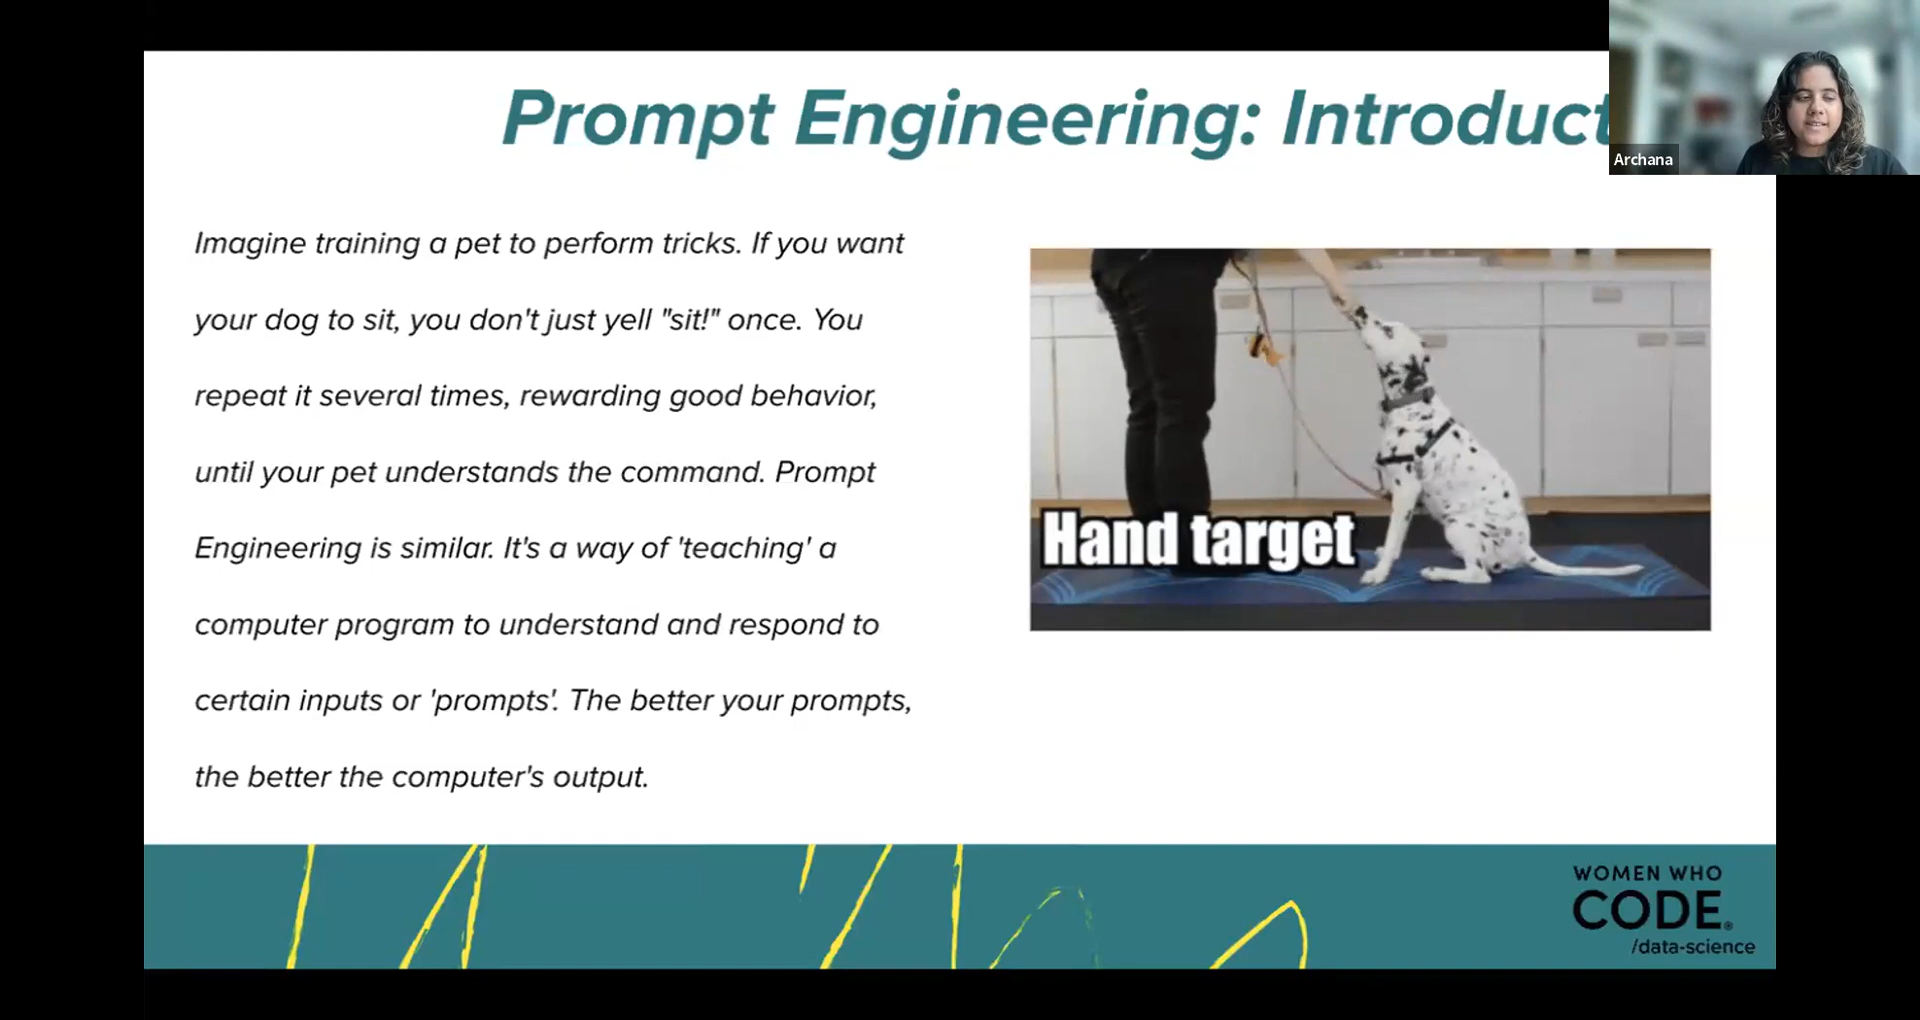 Prompt Engineering: Introduct
Archana
Imagine training a pet to perform tricks. If you want
your dog to sit, you don't just yell "sit!" once. You
repeat it several times, rewarding good behavior,
until your pet understands the command. Prompt
Engineering is similar. It's a way of 'teaching' a
computer program to understand and respond to
certain inputs or 'prompts'. The better your prompts,
the better the computer's output.
Hand target
WOMEN WHO
CODE®
/data-science